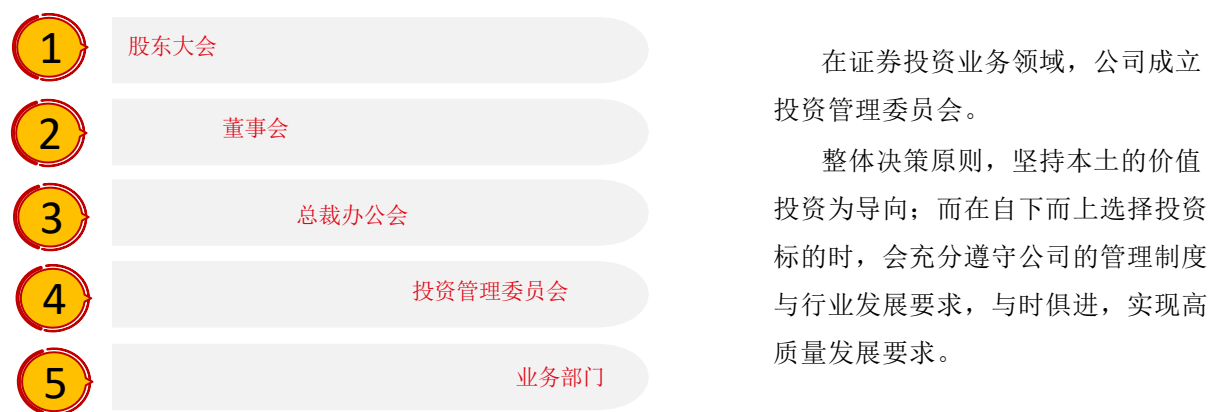 1
股东大会
2
董事会
3
总裁办公会
4
投资管理委员会
5
业务部门
在证券投资业务领域，公司成立
投资管理委员会。
整体决策原则，坚持本土的价值
投资为导向；而在自下而上选择投资
标的时，会充分遵守公司的管理制度
与行业发展要求，与时俱进，实现高
质量发展要求。